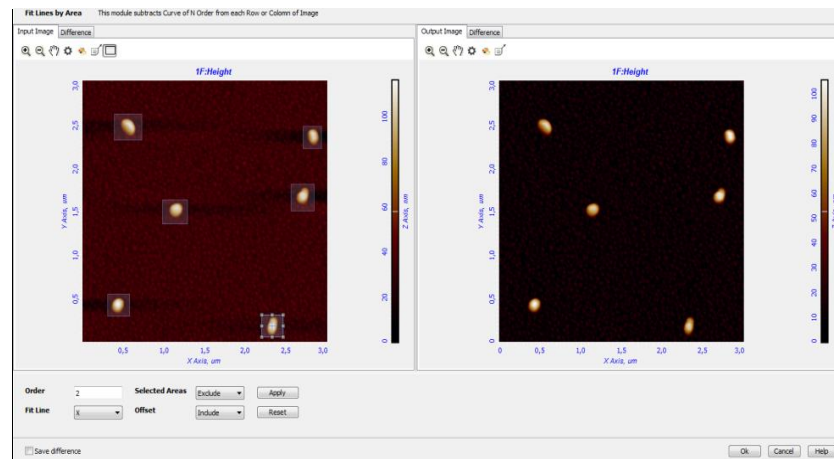 Fit Lines by Area    This module subtracts Curve of N Order from each Row or Colomn of Image
Input Image    Difference
Output Image    Difference
1F:Height
3,0
2,5
2,0
1,5
1,0
0,5
Y Axis, um
0,5    1,0    1,5    2,0    2,5    3,0
X Axis, um
100
80
60
40
20
0
Z Axis, um
1F:Height
3,0
2,5
2,0
1,5
1,0
0,5
Y Axis, um
0    0,5    1,0    1,5    2,0    2,5    3,0
X Axis, um
100
90
80
70
60
50
40
30
20
10
0
Order    2    Selected Areas    Exclude    Apply
Fit Line    X    Offset    Include    Reset
Save difference
Ok    Cancel    Help